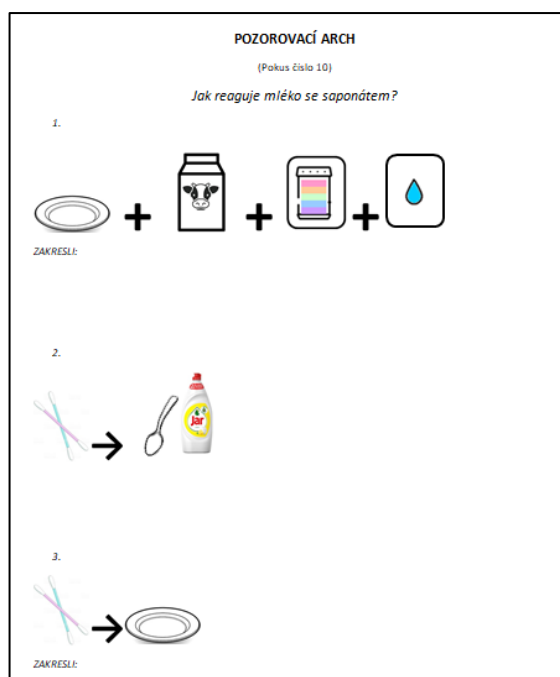 POZOROVACÍ ARCH
(Pokus číslo 10)
Jak reaguje mléko se saponátem?
1.
ZAKRESLI:
2.
Jar
3.
ZAKRESLI: